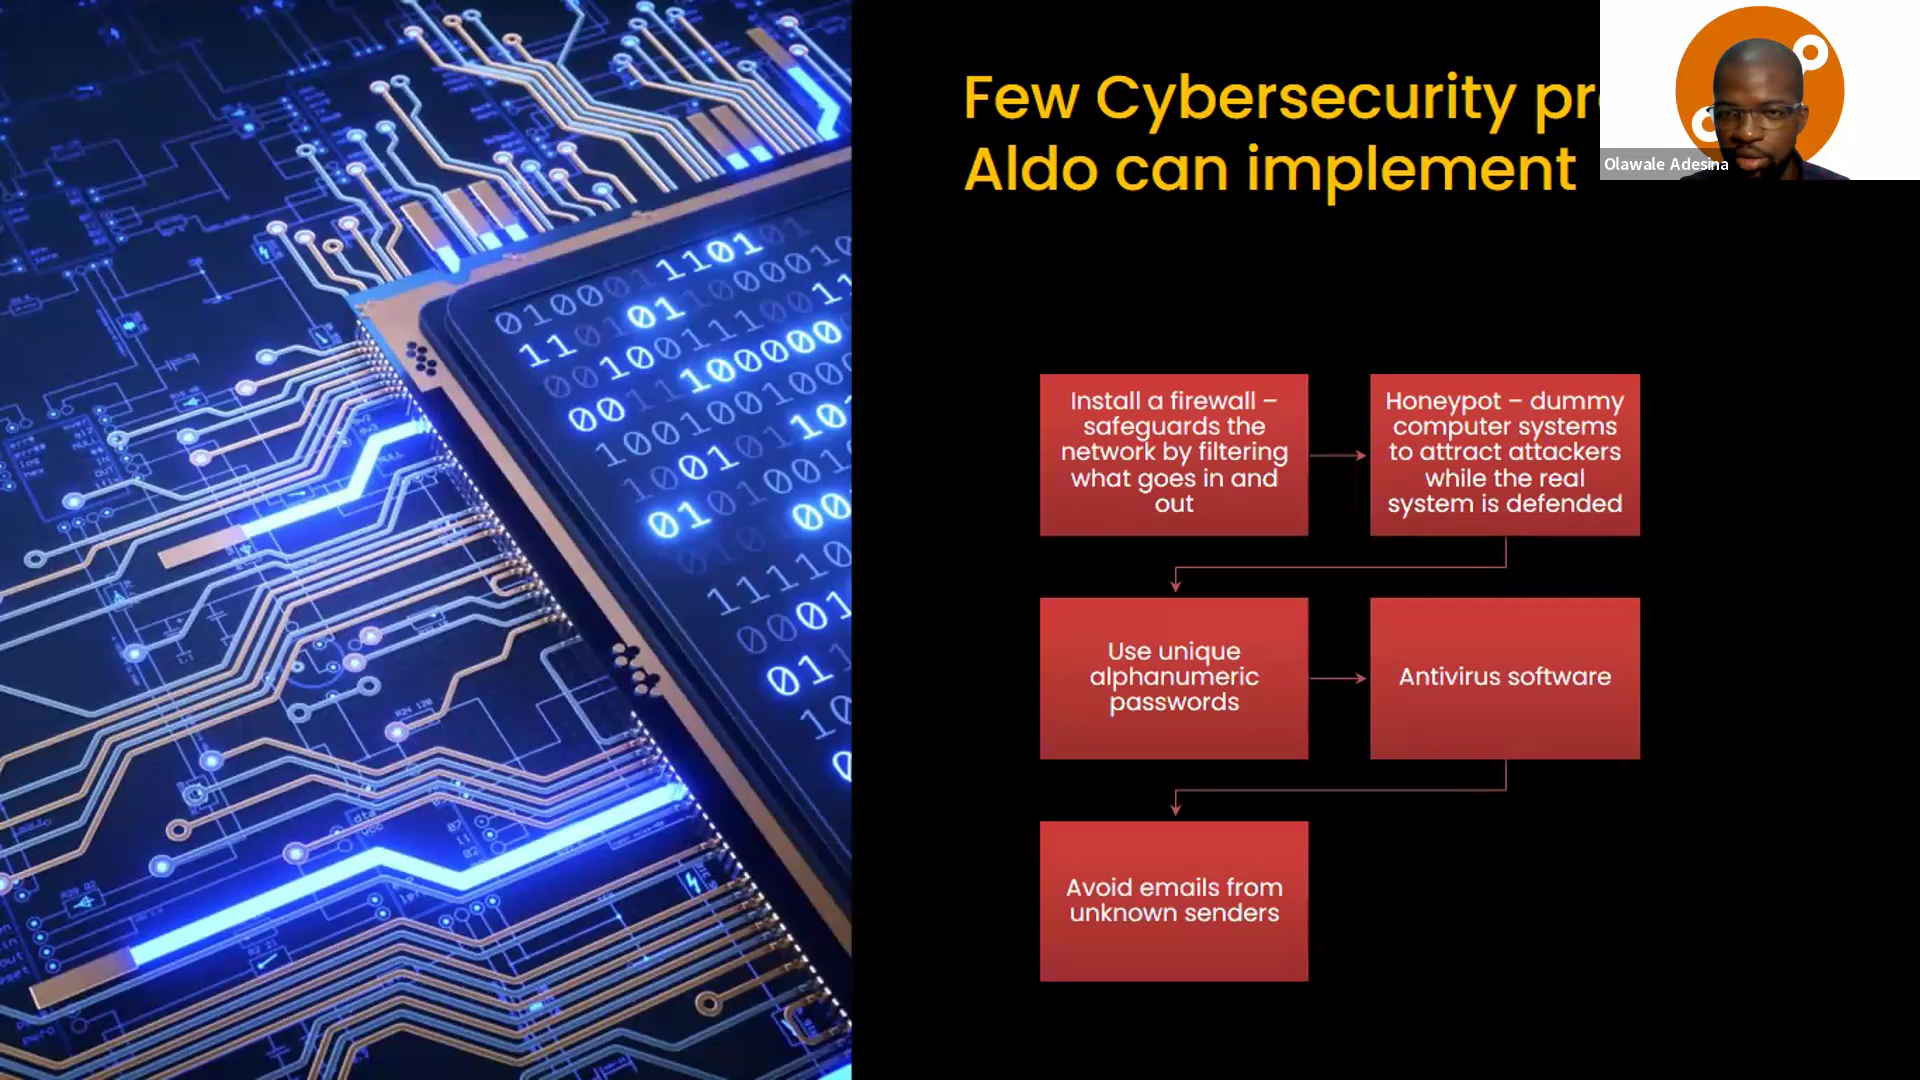 Few Cybersecurity
Aldo can implement
Olawale Adesina
Install a firewall –
safeguards the
network by filtering
what goes in and
out
Honeypot – dummy
computer systems
to attract attackers
while the real
system is defended
Use unique
alphanumeric
passwords
Antivirus software
Avoid emails from
unknown senders